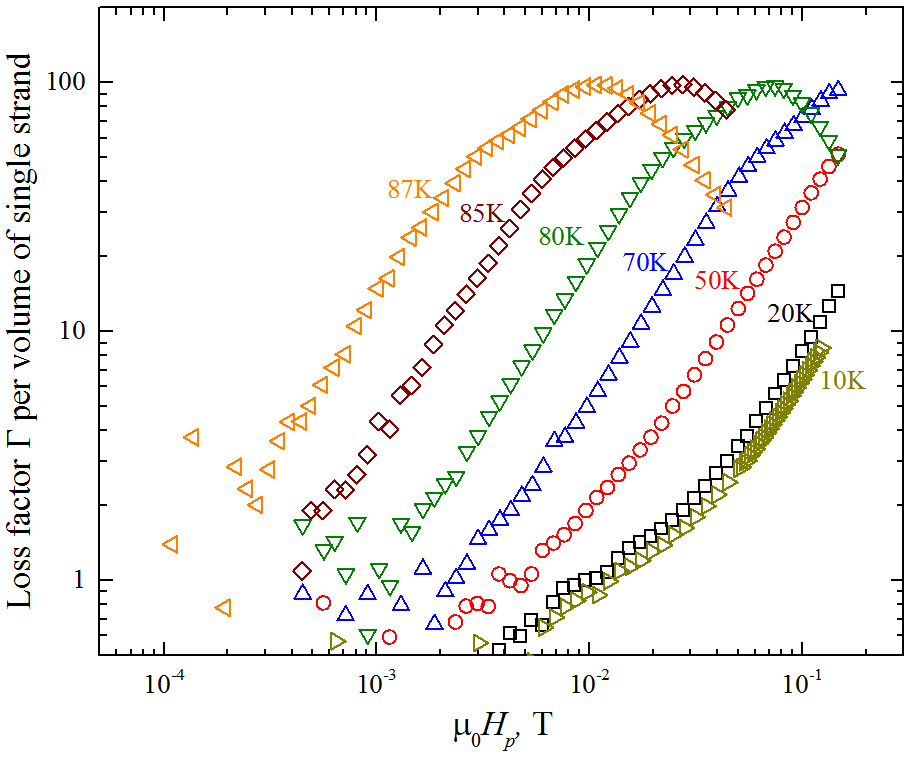 Loss factor Γ per volume of single strand
100
10
1
87K
85K
80K
70K
50K
20K
10K
10⁻⁴
10⁻³
10⁻²
10⁻¹
μ₀Hₚ, T